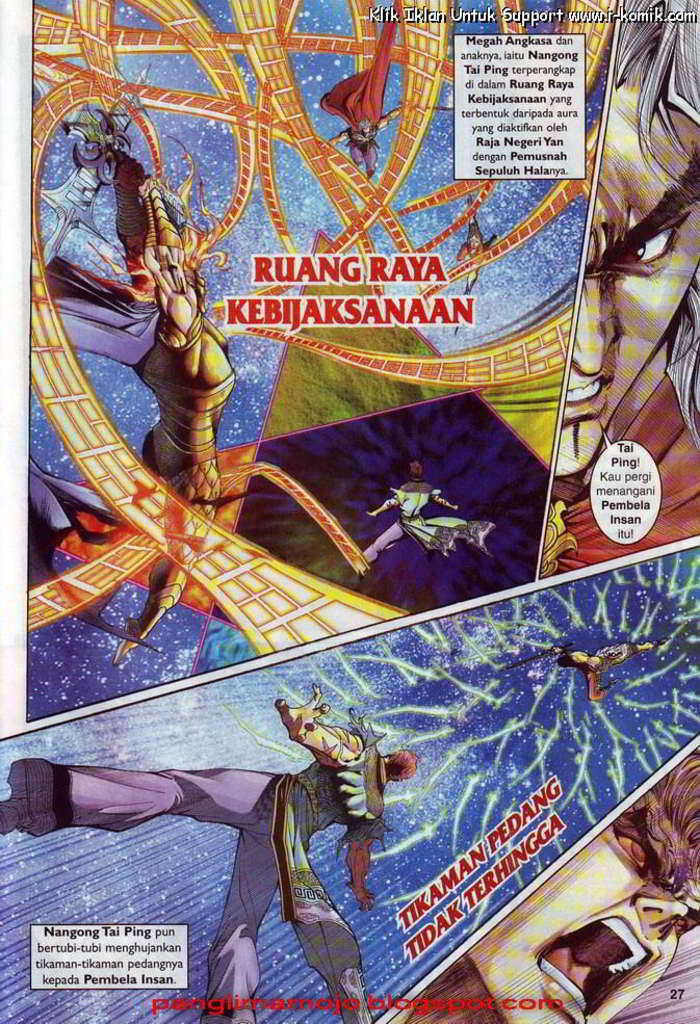 Klik Iklan Untuk Support www.i-komik.com
Megah Angkasa dan
anaknya, iaitu Nangong
Tai Ping terperangkap
di dalam Ruang Raya
Kebijaksanaan yang
terbentuk daripada aura
yang diaktifkan oleh
Raja Negeri Yan
dengan Pemusnah
Sepuluh Halanya.
RUANG RAYA
KEBIJAKSANAAN
Tai
Ping!
Kau pergi
menangani
Pembela
Insan
itu!
TIKAMAN PEDANG
TIDAK TERHINGGA
Nangong Tai Ping pun
bertubi-tubi menghujankan
tikaman-tikaman pedangnya
kepada Pembela Insan.
27
panglimamojo.blogspot.com